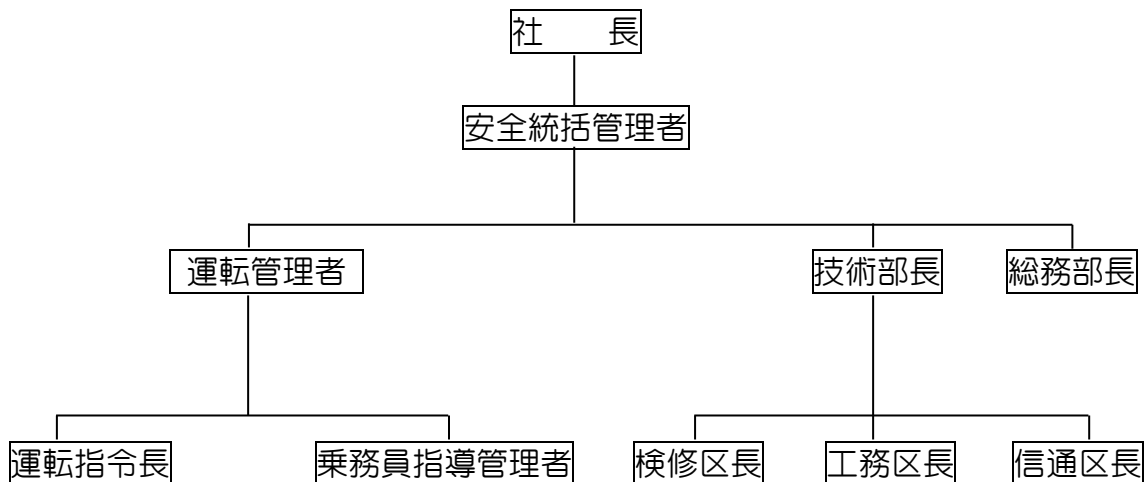 社　　長
安全統括管理者
運転管理者
技術部長
総務部長
運転指令長
乗務員指導管理者
検修区長
工務区長
信通区長